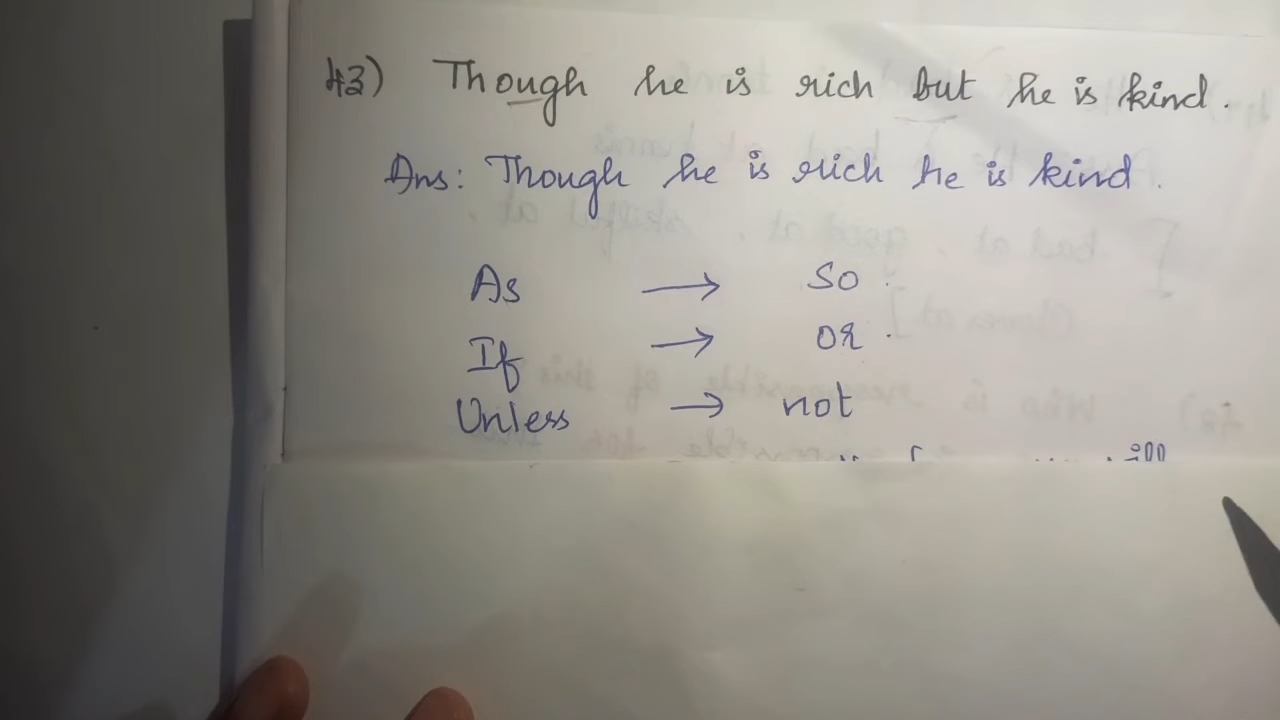 43) Though he is rich but he is kind.
Ans: Though he is rich he is kind.
As → So.
If → or.
Unless → not